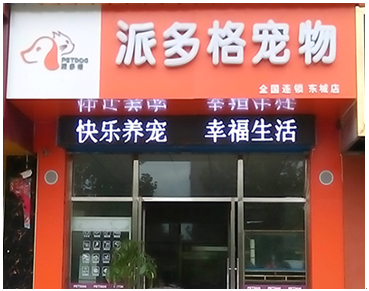 派多格宠物
PETDOG
派多格
全国连锁 东城店
快乐养宠 幸福生活